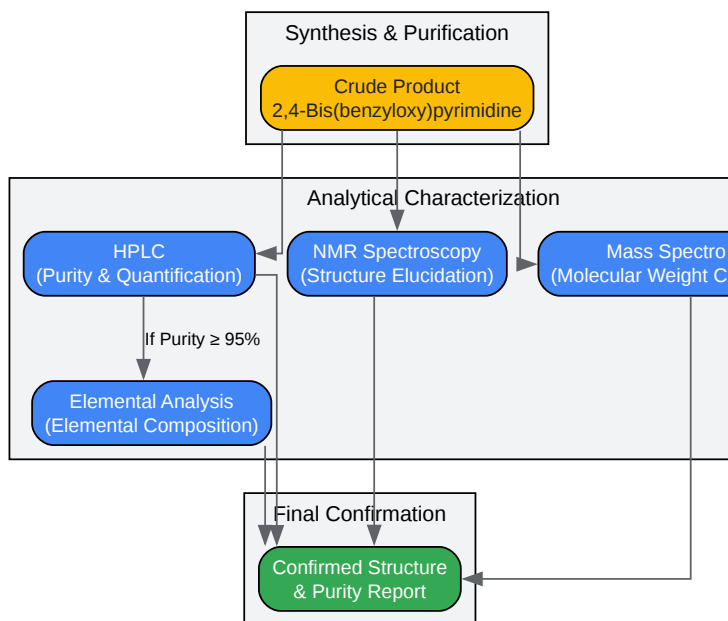 Synthesis & Purification
Crude Product
2,4-Bis(benzyloxy)pyrimidine
Analytical Characterization
HPLC
(Purity & Quantification)
NMR Spectroscopy
(Structure Elucidation)
Mass Spectro
(Molecular Weight C
If Purity ≥ 95%
Elemental Analysis
(Elemental Composition)
Final Confirmation
Confirmed Structure
& Purity Report